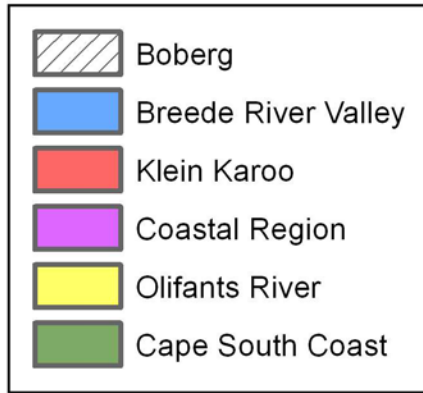 Boberg
Breede River Valley
Klein Karoo
Coastal Region
Olifants River
Cape South Coast